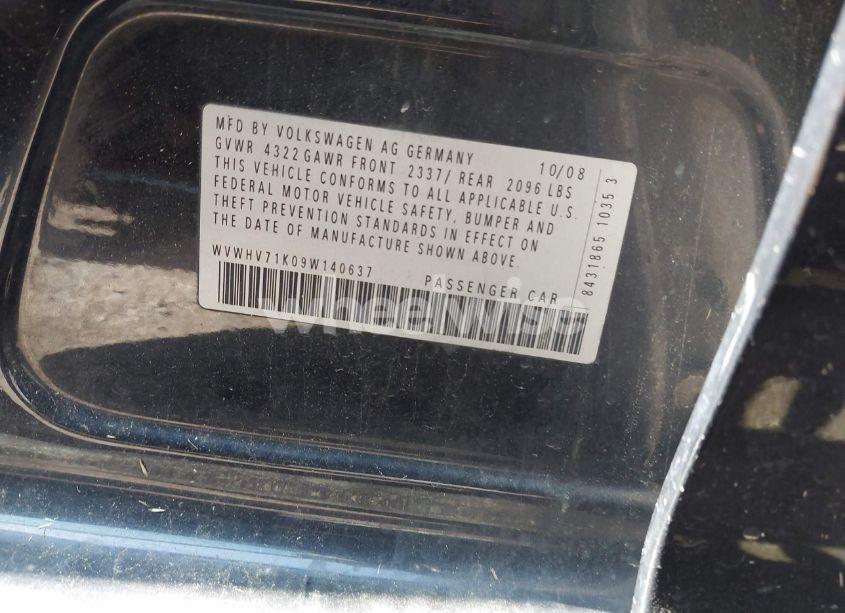 MFD BY VOLKSWAGEN AG GERMANY 10/08
GVWR 4322 GAWR FRONT 2337/ REAR 2096 LBS
THIS VEHICLE CONFORMS TO ALL APPLICABLE U.S.
FEDERAL MOTOR VEHICLE SAFETY, BUMPER AND
THEFT PREVENTION STANDARDS IN EFFECT ON
THE DATE OF MANUFACTURE SHOWN ABOVE.
WVWHV71K09W140637 PASSENGER CAR
8431865 1035 3
wheelwise